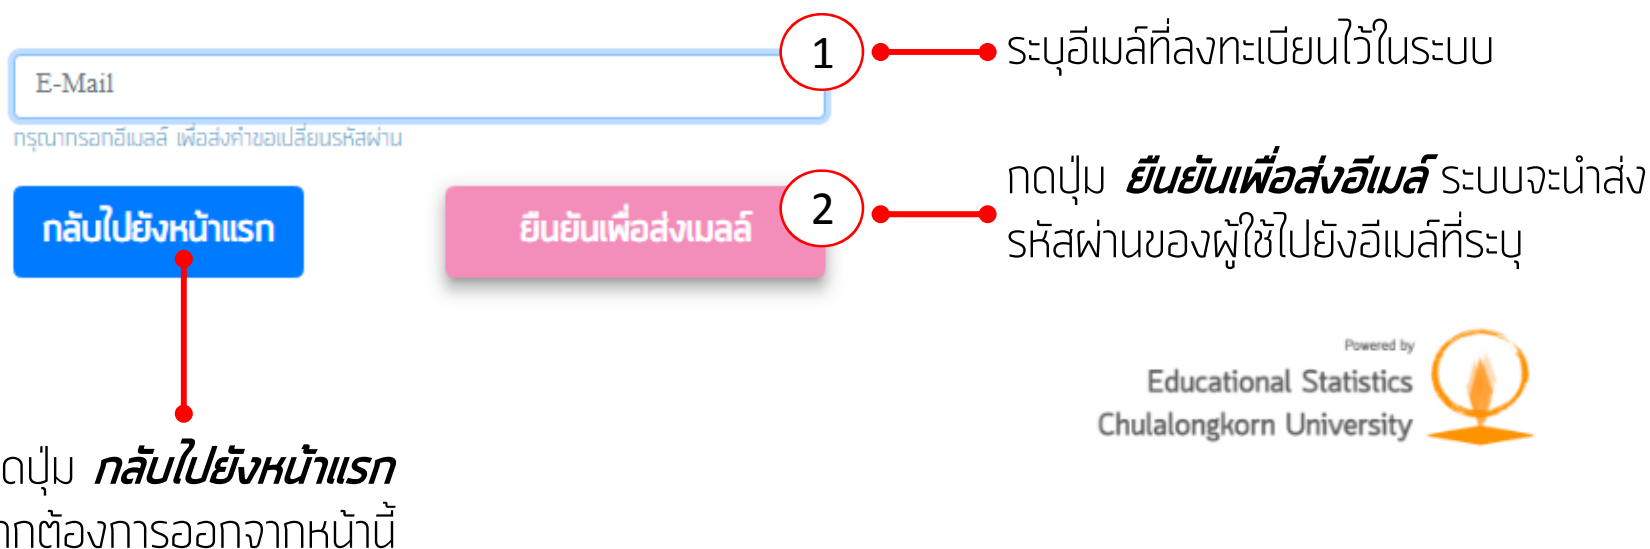 1
ระบุอีเมล์ที่ลงทะเบียนไว้ในระบบ
E-Mail
กรุณากรอกอีเมลล์ เพื่อส่งคำขอเปลี่ยนรหัสผ่าน
กลับไปยังหน้าแรก
ยืนยันเพื่อส่งเมลล์
2
กดปุ่ม ยืนยันเพื่อส่งอีเมล์ ระบบจะนำส่ง
รหัสผ่านของผู้ใช้ไปยังอีเมล์ที่ระบุ
Powered by
Educational Statistics
Chulalongkorn University
ดปุ่ม กลับไปยังหน้าแรก
ากต้องการออกจากหน้านี้